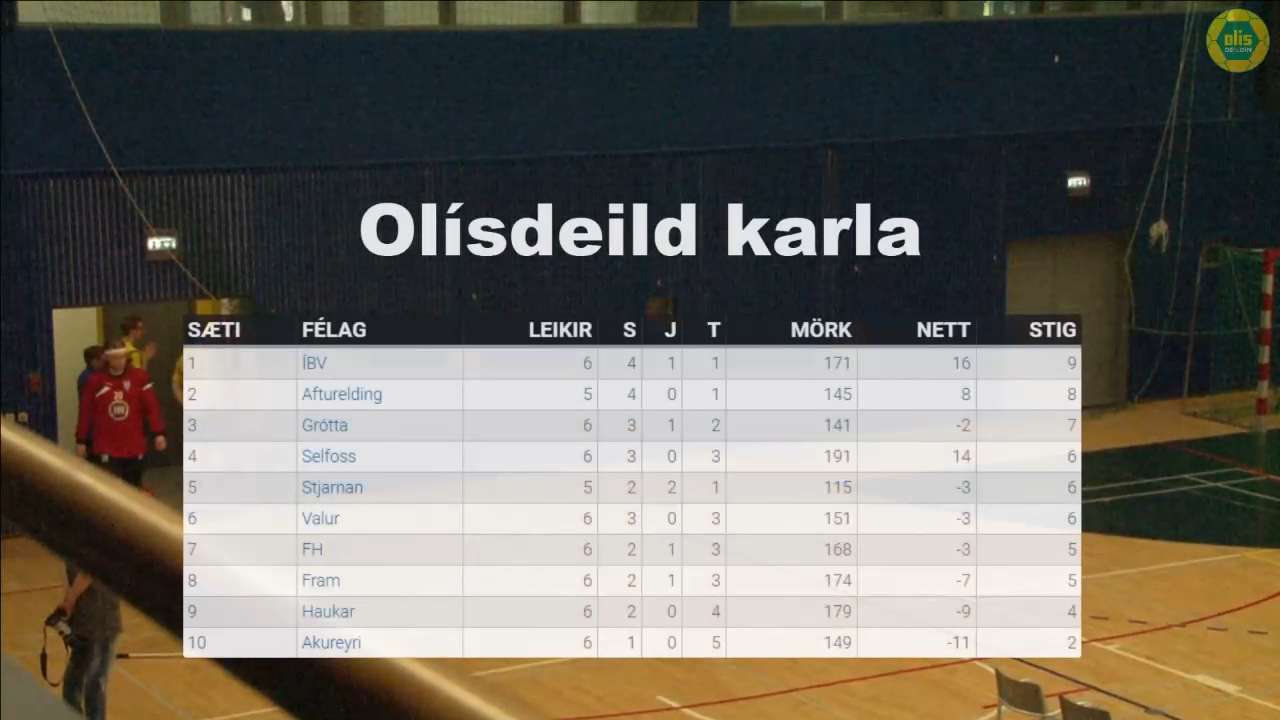 olís
DEILDIN
Olísdeild karla
SÆTI FÉLAG LEIKIR S J T MÖRK NETT STIG
1 ÍBV 6 4 1 1 171 16 9
2 Afturelding 5 4 0 1 145 8 8
3 Grótta 6 3 1 2 141 -2 7
4 Selfoss 6 3 0 3 191 14 6
5 Stjarnan 5 2 2 1 115 -3 6
6 Valur 6 3 0 3 151 -3 6
7 FH 6 2 1 3 168 -3 5
8 Fram 6 2 1 3 174 -7 5
9 Haukar 6 2 0 4 179 -9 4
10 Akureyri 6 1 0 5 149 -11 2